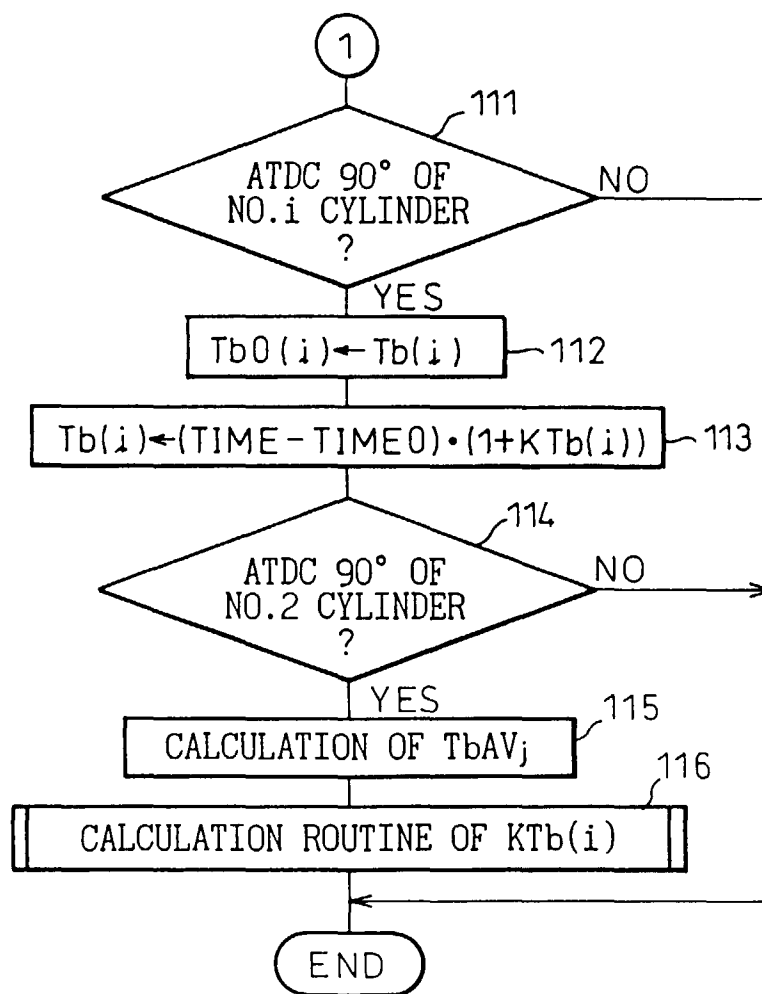 1
111
ATDC 90° OF
NO.i CYLINDER
?
NO
YES
Tb0(i)←Tb(i)
112
Tb(i)←(TIME-TIME0)•(1+KTb(i))
113
114
ATDC 90° OF
NO.2 CYLINDER
?
NO
YES
115
CALCULATION OF TbAVj
116
CALCULATION ROUTINE OF KTb(i)
END